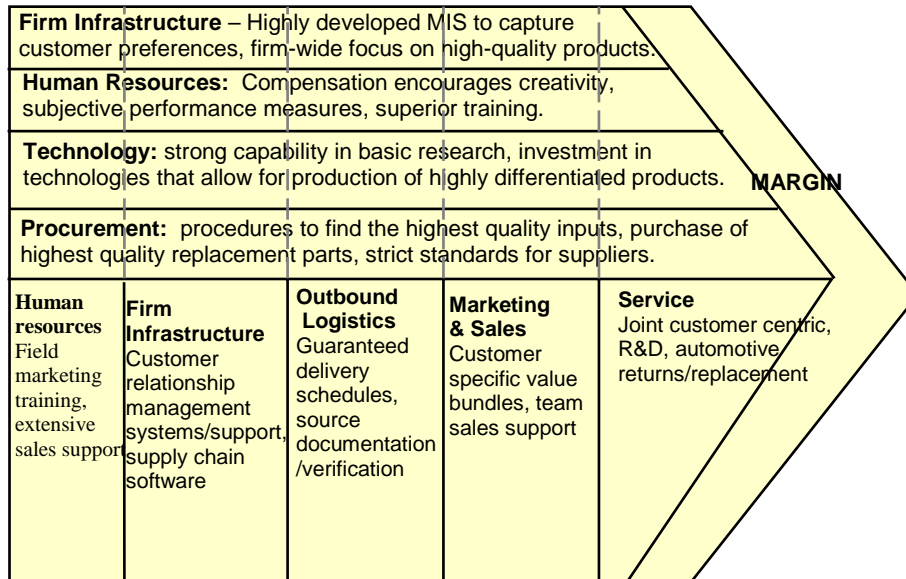 Firm Infrastructure – Highly developed MIS to capture
customer preferences, firm-wide focus on high-quality products.
Human Resources: Compensation encourages creativity,
subjective performance measures, superior training.
Technology: strong capability in basic research, investment in
technologies that allow for production of highly differentiated products.
MARGIN
Procurement: procedures to find the highest quality inputs, purchase of
highest quality replacement parts, strict standards for suppliers.
Human
resources
Field
marketing
training,
extensive
sales support
Firm
Infrastructure
Customer
relationship
management
systems/support,
supply chain
software
Outbound
Logistics
Guaranteed
delivery
schedules,
source
documentation
/verification
Marketing
& Sales
Customer
specific value
bundles, team
sales support
Service
Joint customer centric,
R&D, automotive
returns/replacement